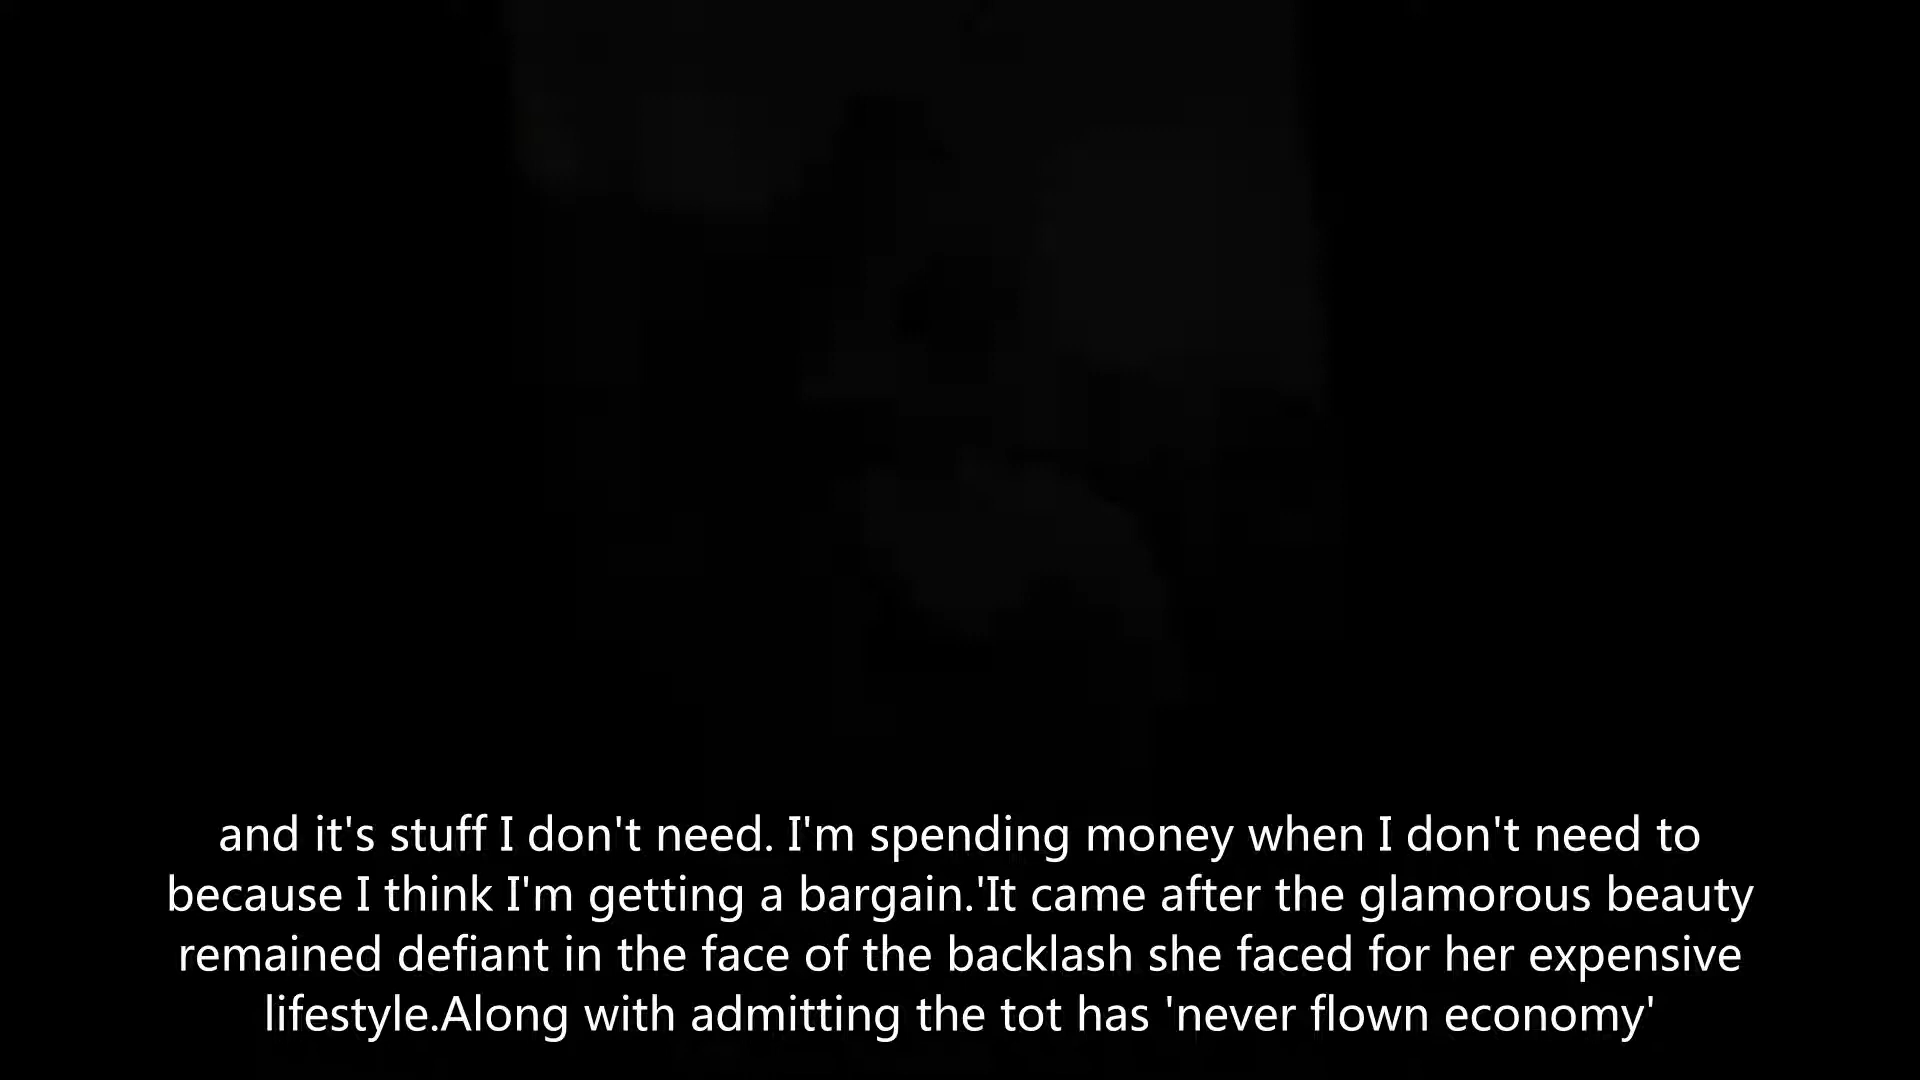 and it's stuff I don't need. I'm spending money when I don't need to
because I think I'm getting a bargain.'It came after the glamorous beauty
remained defiant in the face of the backlash she faced for her expensive
lifestyle.Along with admitting the tot has 'never flown economy'